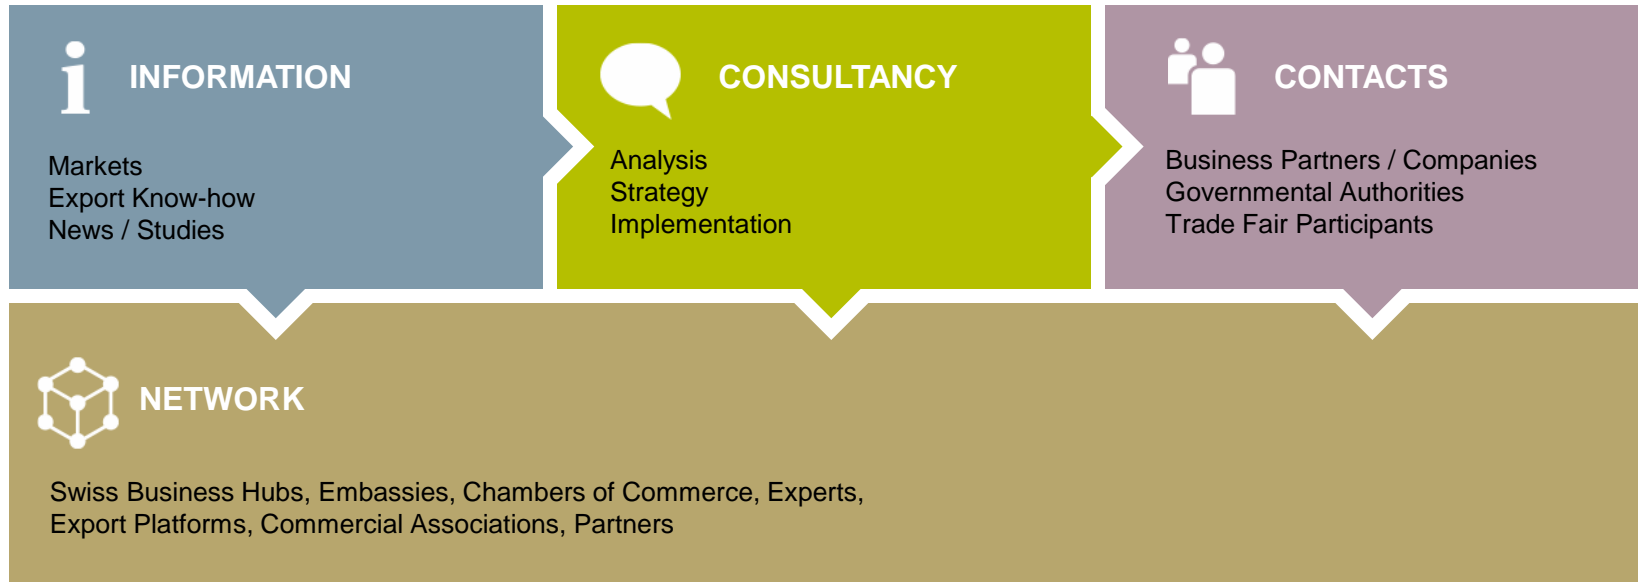 INFORMATION
Markets
Export Know-how
News / Studies
CONSULTANCY
Analysis
Strategy
Implementation
CONTACTS
Business Partners / Companies
Governmental Authorities
Trade Fair Participants
NETWORK
Swiss Business Hubs, Embassies, Chambers of Commerce, Experts,
Export Platforms, Commercial Associations, Partners